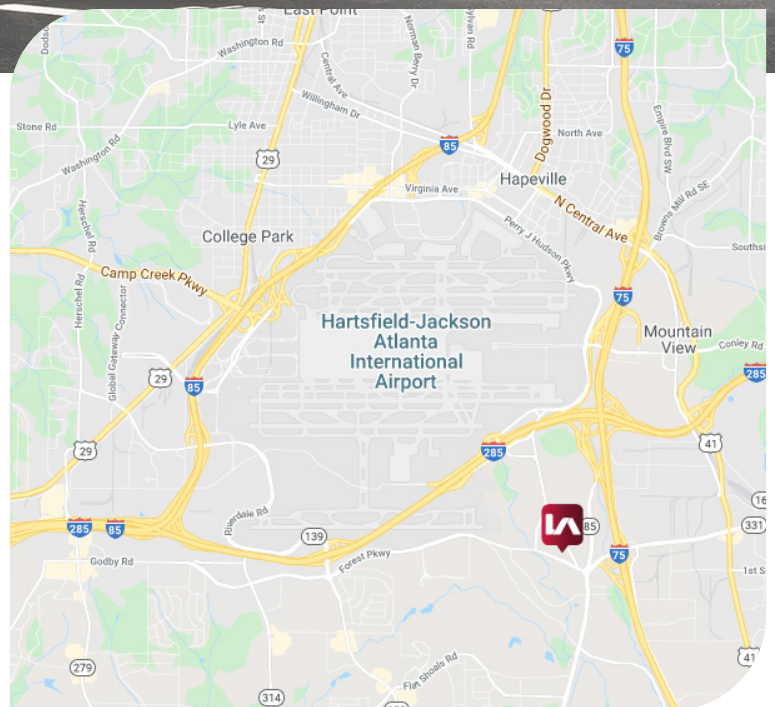 East Point
Washington Rd
Central Ave
Norman Berry Dr
75
Willingham Dr
Dogwood Dr
Empire Blvd SW
Stone Rd
Lyle Ave
North Ave
Washington Rd
29
85
Virginia Ave
Hapeville
N Central Ave
Browns Mill Rd SE
Herschel Rd
College Park
Perry J Hudson Pkwy
Camp Creek Pkwy
75
Herschel Rd
Global Gateway Connector
Hartsfield-Jackson
Atlanta
International
Airport
Mountain
View
Conley Rd
29
85
285
29
285
41
Riverdale Rd
85
331
285
85
139
75
Godby Rd
Forest Pkwy
1st S
279
Flat Shoals Rd
41
314